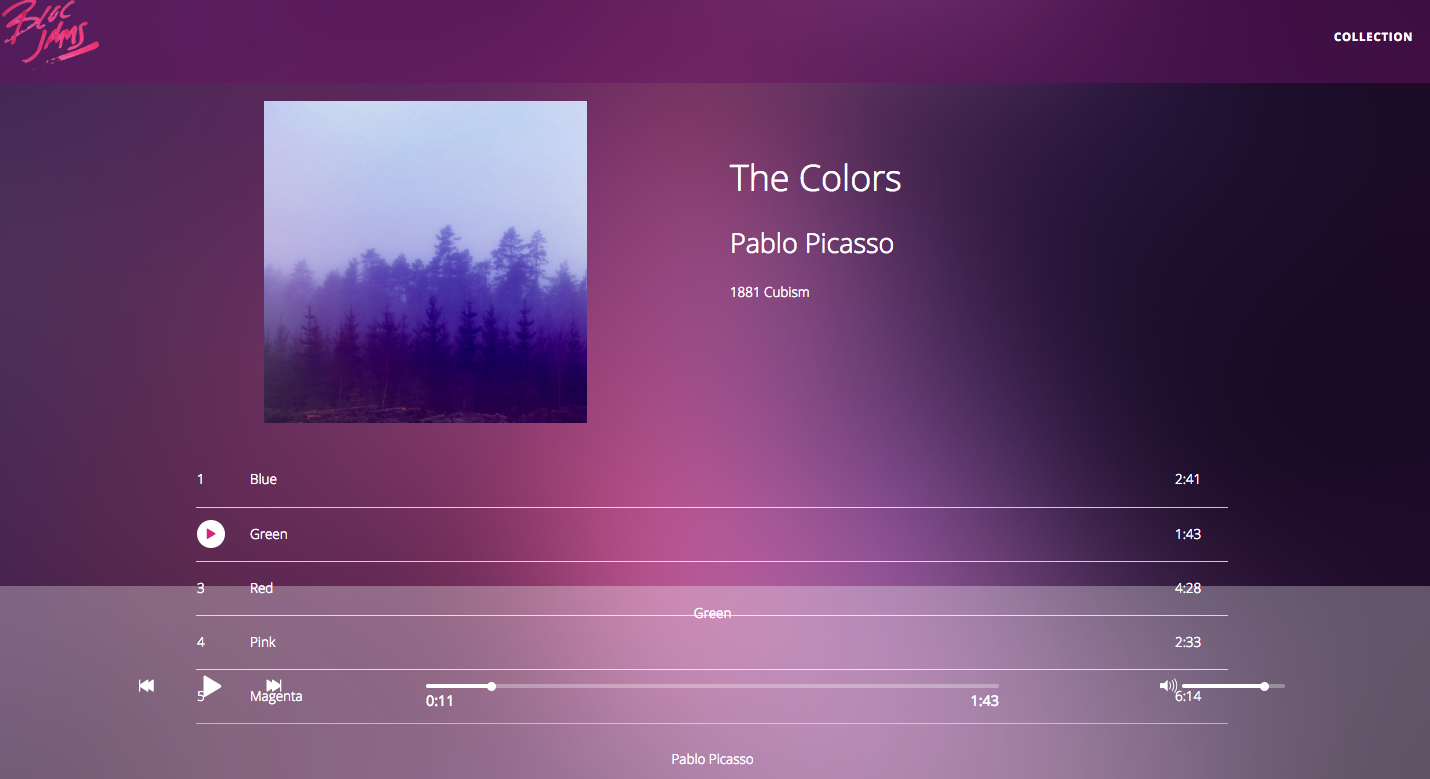 BLOC
JAMS
COLLECTION
The Colors
Pablo Picasso
1881 Cubism
1 Blue 2:41
Green 1:43
3 Red 4:28
Green
4 Pink 2:33
5 Magenta 6:14
0:11 1:43
Pablo Picasso